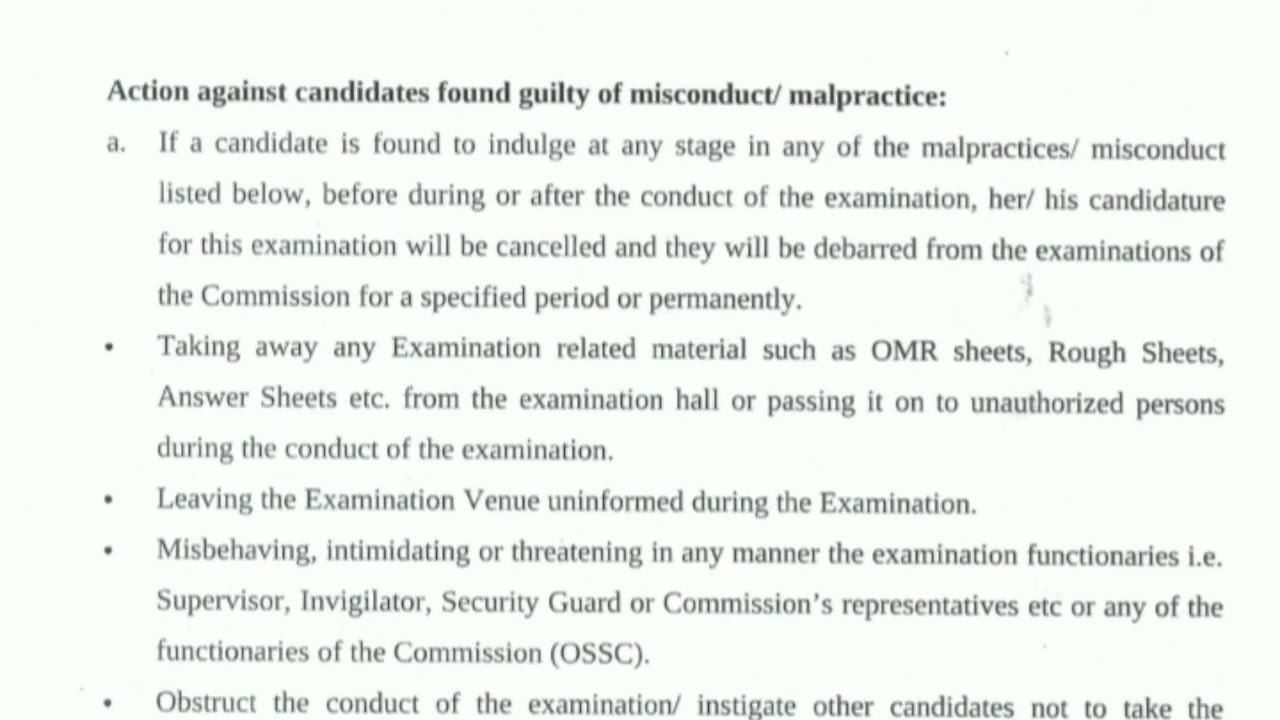 Action against candidates found guilty of misconduct/ malpractice:
a. If a candidate is found to indulge at any stage in any of the malpractices/ misconduct
listed below, before during or after the conduct of the examination, her/ his candidature
for this examination will be cancelled and they will be debarred from the examinations of
the Commission for a specified period or permanently.
• Taking away any Examination related material such as OMR sheets, Rough Sheets,
Answer Sheets etc. from the examination hall or passing it on to unauthorized persons
during the conduct of the examination.
• Leaving the Examination Venue uninformed during the Examination.
• Misbehaving, intimidating or threatening in any manner the examination functionaries i.e.
Supervisor, Invigilator, Security Guard or Commission’s representatives etc or any of the
functionaries of the Commission (OSSC).
• Obstruct the conduct of the examination/ instigate other candidates not to take the